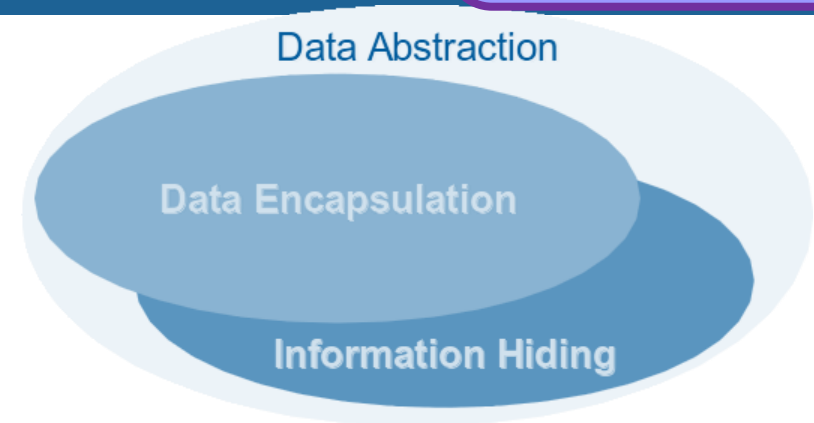 Data Abstraction
Data Encapsulation
Information Hiding